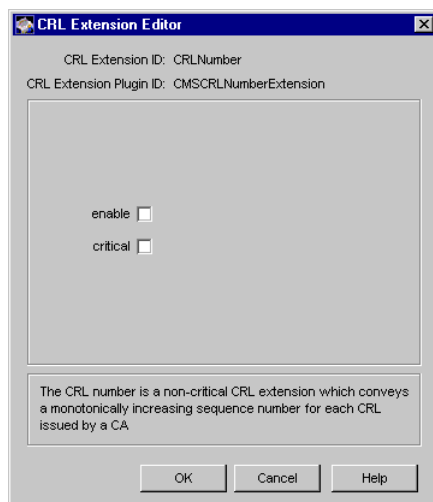 CRL Extension Editor
CRL Extension ID: CRLNumber
CRL Extension Plugin ID: CMSCRLNumberExtension
enable
critical
The CRL number is a non-critical CRL extension which conveys
a monotonically increasing sequence number for each CRL
issued by a CA
OK Cancel Help